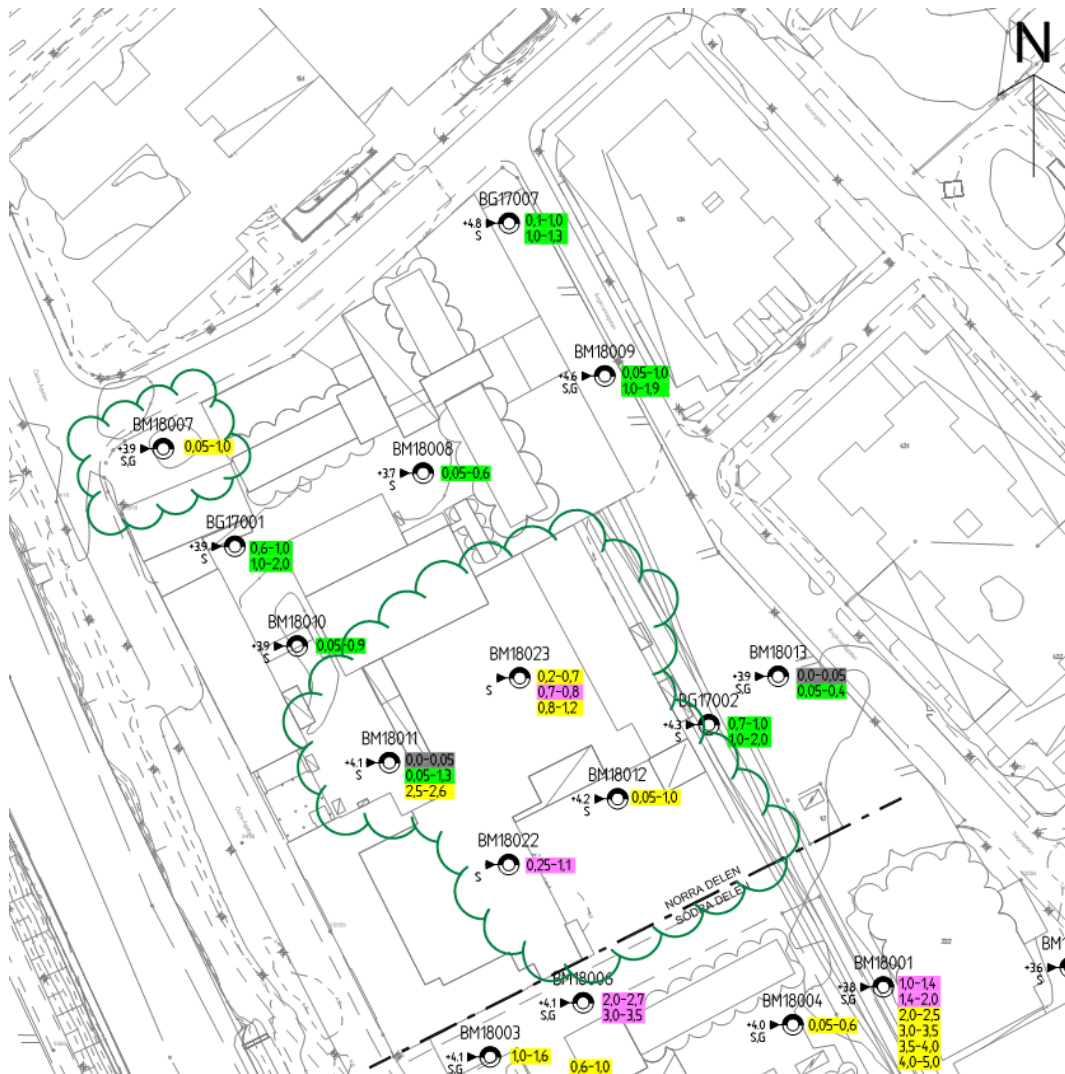 N
151
BG17007
+4.8
S
0,1-1,0
1,0-1,3
134
BM18009
+4.6
S,G
0,05-1,0
1,0-1,9
BM18007
+3.9
S,G
0,05-1,0
BM18008
+3.7
S
0,05-0,6
BG17001
+3.9
S
0,6-1,0
1,0-2,0
BM18010
+3.9
S
0,05-0,9
BM18023
S
0,2-0,7
0,7-0,8
0,8-1,2
BM18013
+3.9
S,G
0,0-0,05
0,05-0,4
BG17002
+4.3
S
0,7-1,0
1,0-2,0
BM18011
+4.1
S
0,0-0,05
0,05-1,3
2,5-2,6
BM18012
+4.2
S
0,05-1,0
12
BM18022
S
0,25-1,1
NORRA DELEN
SÖDRA DELEN
222
BM18006
+4.1
S,G
2,0-2,7
3,0-3,5
BM18001
+3.8
S,G
1,0-1,4
1,4-2,0
2,0-2,5
3,0-3,5
3,5-4,0
4,0-5,0
+3.6
S
BM18004
+4.0
S,G
0,05-0,6
BM18003
+4.1
S,G
1,0-1,6
0,6-1,0